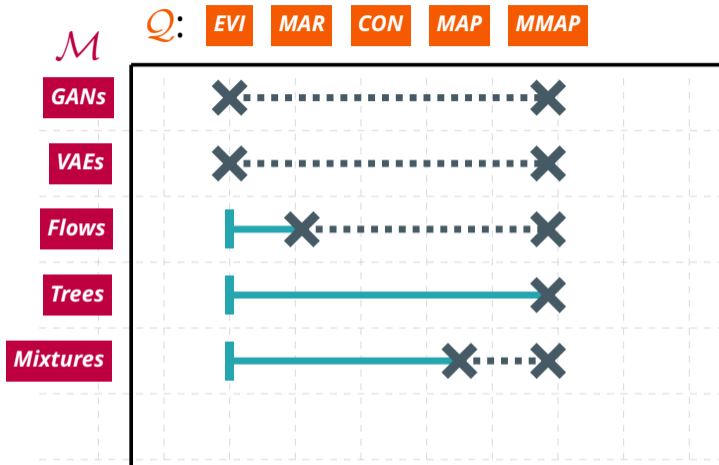 𝒬: EVI MAR CON MAP MMAP
ℳ
GANs
VAEs
Flows
Trees
Mixtures